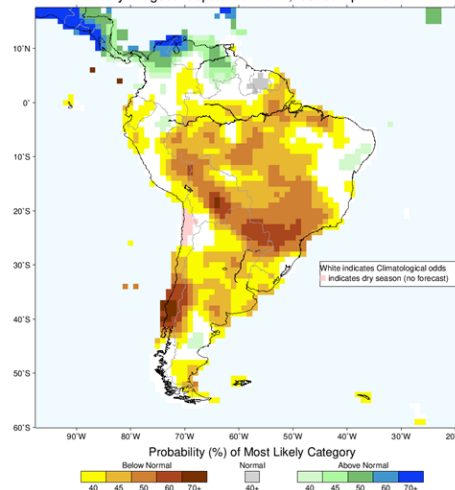 10°N
0°
10°S
20°S
30°S
40°S
50°S
60°S
90°W
80°W
70°W
60°W
50°W
40°W
30°W
White indicates Climatological odds
indicates dry season (no forecast)
Probability (%) of Most Likely Category
Below Normal Normal Above Normal
40 45 50 60 70+ 40+ 40 45 50 60 70+